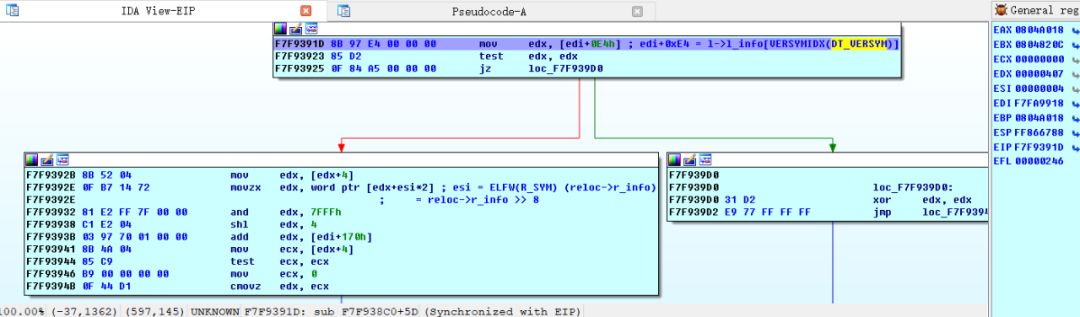 IDA View-EIP
Pseudocode-A
General reg
F7F9391D 8B 97 E4 00 00 00 mov edx, [edi+0E4h] ; edi+0xE4 = l->l_info[VERSYMIDX(DT_VERSYM)]
F7F93923 85 D2 test edx, edx
F7F93925 0F 84 A5 00 00 00 jz loc_F7F939D0
EAX 0804A018
EBX 0804820C
ECX 00000000
EDX 00000407
ESI 00000004
EDI F7FA9918
EBP 0804A018
ESP FF866788
EIP F7F9391D
EFL 00000246
F7F9392B 8B 52 04 mov edx, [edx+4]
F7F9392E 0F B7 14 72 movzx edx, word ptr [edx+esi*2] ; esi = ELFW(R_SYM) (reloc->r_info)
F7F9392E ; = reloc->r_info >> 8
F7F93932 81 E2 FF 7F 00 00 and edx, 7FFFh
F7F93938 C1 E2 04 shl edx, 4
F7F9393B 03 97 70 01 00 00 add edx, [edi+170h]
F7F93941 8B 4A 04 mov ecx, [edx+4]
F7F93944 85 C9 test ecx, ecx
F7F93946 B9 00 00 00 00 mov ecx, 0
F7F9394B 0F 44 D1 cmovz edx, ecx
F7F939D0
F7F939D0 loc_F7F939D0:
F7F939D0 31 D2 xor edx, edx
F7F939D2 E9 77 FF FF FF jmp loc_F7F94
100.00% (-37,1362) (597,145) UNKNOWN F7F9391D: sub F7F938C0+5D (Synchronized with EIP)